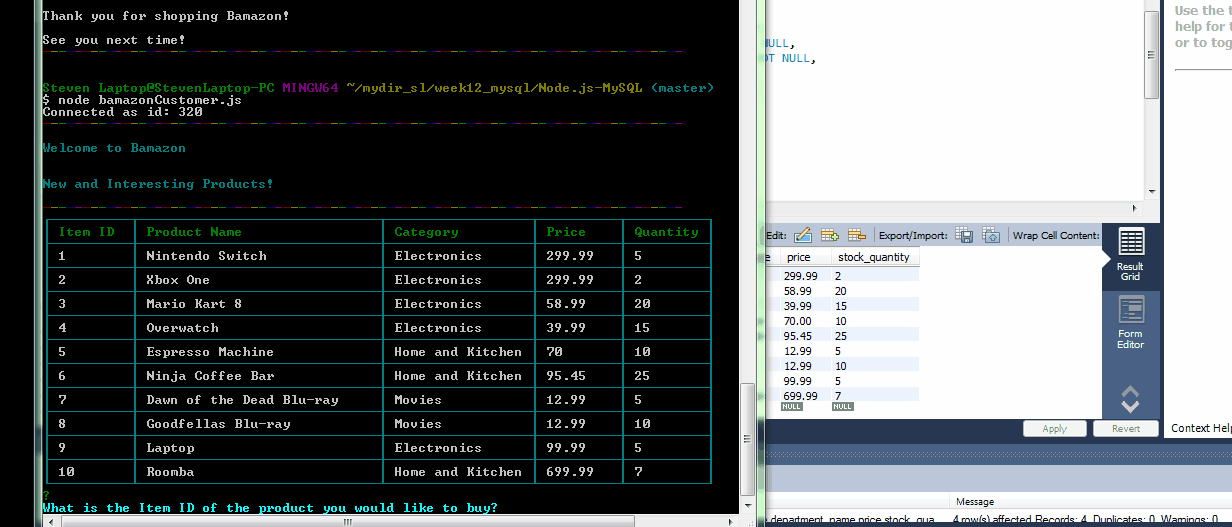 Thank you for shopping Bamazon!
See you next time!
Steven Laptop@StevenLaptop-PC MINGW64 ~/mydir_sl/week12_mysql/Node.js-MySQL (master)
$ node bamazonCustomer.js
Connected as id: 320
Welcome to Bamazon
New and Interesting Products!
Item ID Product Name Category Price Quantity
1 Nintendo Switch Electronics 299.99 5
2 Xbox One Electronics 299.99 2
3 Mario Kart 8 Electronics 58.99 20
4 Overwatch Electronics 39.99 15
5 Espresso Machine Home and Kitchen 70 10
6 Ninja Coffee Bar Home and Kitchen 95.45 25
7 Dawn of the Dead Blu-ray Movies 12.99 5
8 Goodfellas Blu-ray Movies 12.99 10
9 Laptop Electronics 99.99 5
10 Roomba Home and Kitchen 699.99 7
?
What is the Item ID of the product you would like to buy?
NULL,
OT NULL,
Use the t
help for t
or to tog
Edit: Export/Import: Wrap Cell Content:
price stock_quantity
299.99 2
58.99 20
39.99 15
70.00 10
95.45 25
12.99 5
12.99 10
99.99 5
699.99 7
NULL NULL
Result
Grid
Form
Editor
Apply Revert Context Help
Message
department_name,price,stock_qua... 4 row(s) affected Records: 4 Duplicates: 0 Warnings: 0